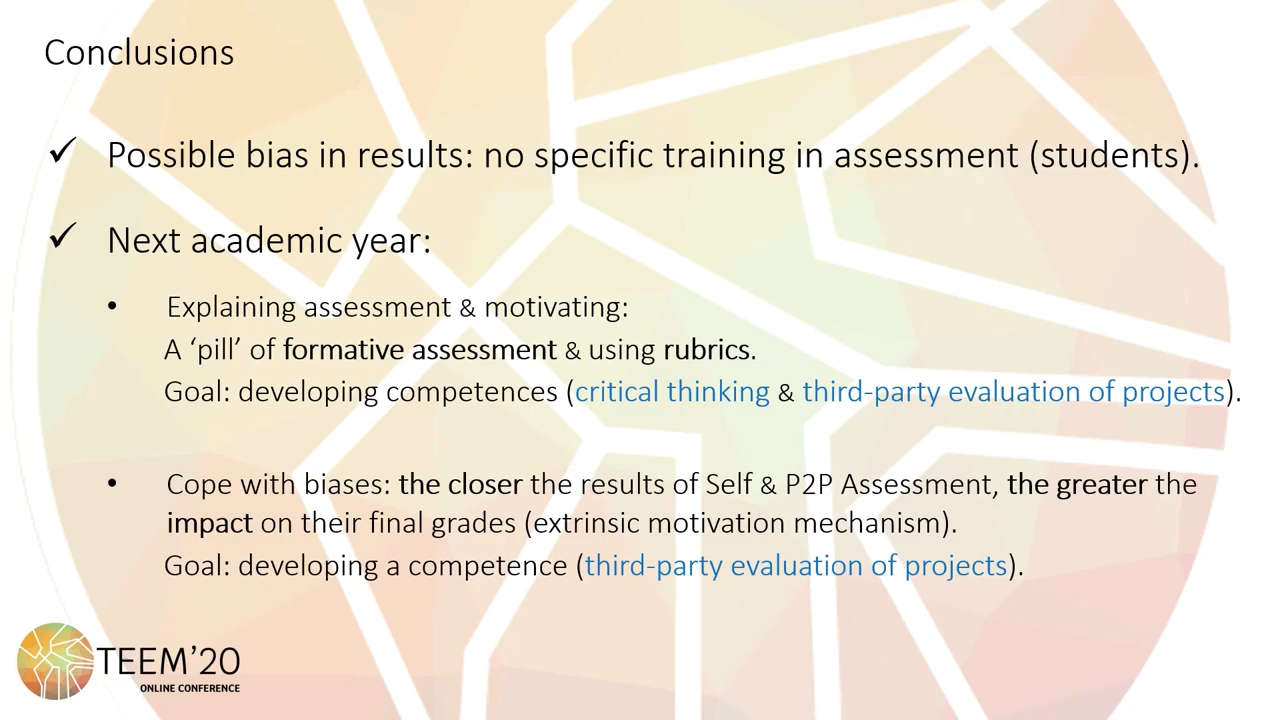 Conclusions
✓ Possible bias in results: no specific training in assessment (students).
✓ Next academic year:
• Explaining assessment & motivating:
A ‘pill’ of formative assessment & using rubrics.
Goal: developing competences (critical thinking & third-party evaluation of projects).
• Cope with biases: the closer the results of Self & P2P Assessment, the greater the
impact on their final grades (extrinsic motivation mechanism).
Goal: developing a competence (third-party evaluation of projects).
TEEM’20
ONLINE CONFERENCE